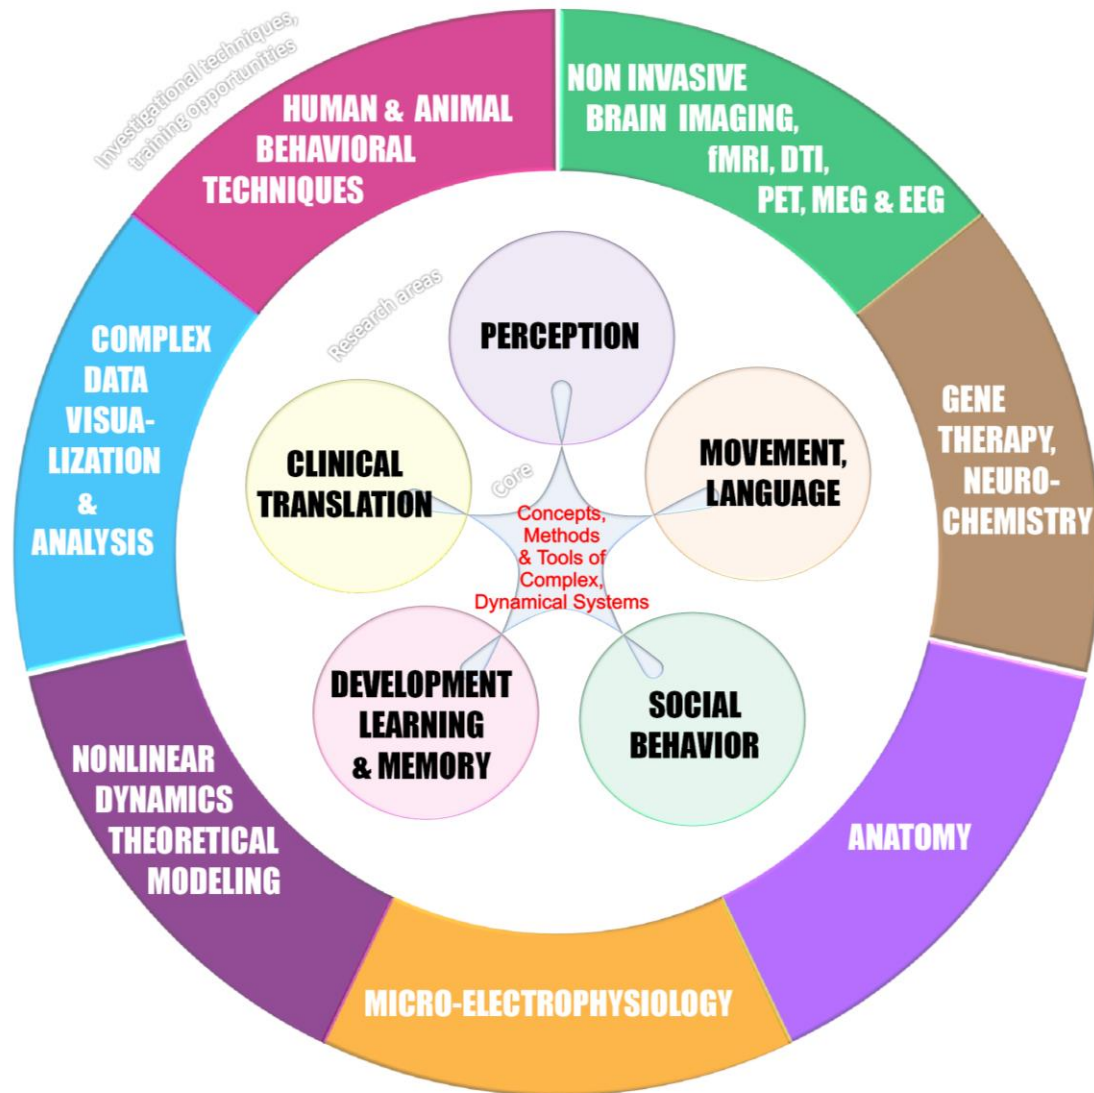 Investigational techniques,
training opportunities
HUMAN & ANIMAL
BEHAVIORAL
TECHNIQUES
NON INVASIVE
BRAIN IMAGING,
fMRI, DTI,
PET, MEG & EEG
GENE
THERAPY,
NEURO-
CHEMISTRY
ANATOMY
MICRO-ELECTROPHYSIOLOGY
NONLINEAR
DYNAMICS
THEORETICAL
MODELING
COMPLEX
DATA
VISUA-
LIZATION
&
ANALYSIS
Research areas
PERCEPTION
MOVEMENT,
LANGUAGE
SOCIAL
BEHAVIOR
DEVELOPMENT
LEARNING
& MEMORY
CLINICAL
TRANSLATION
Core
Concepts,
Methods
& Tools of
Complex,
Dynamical Systems